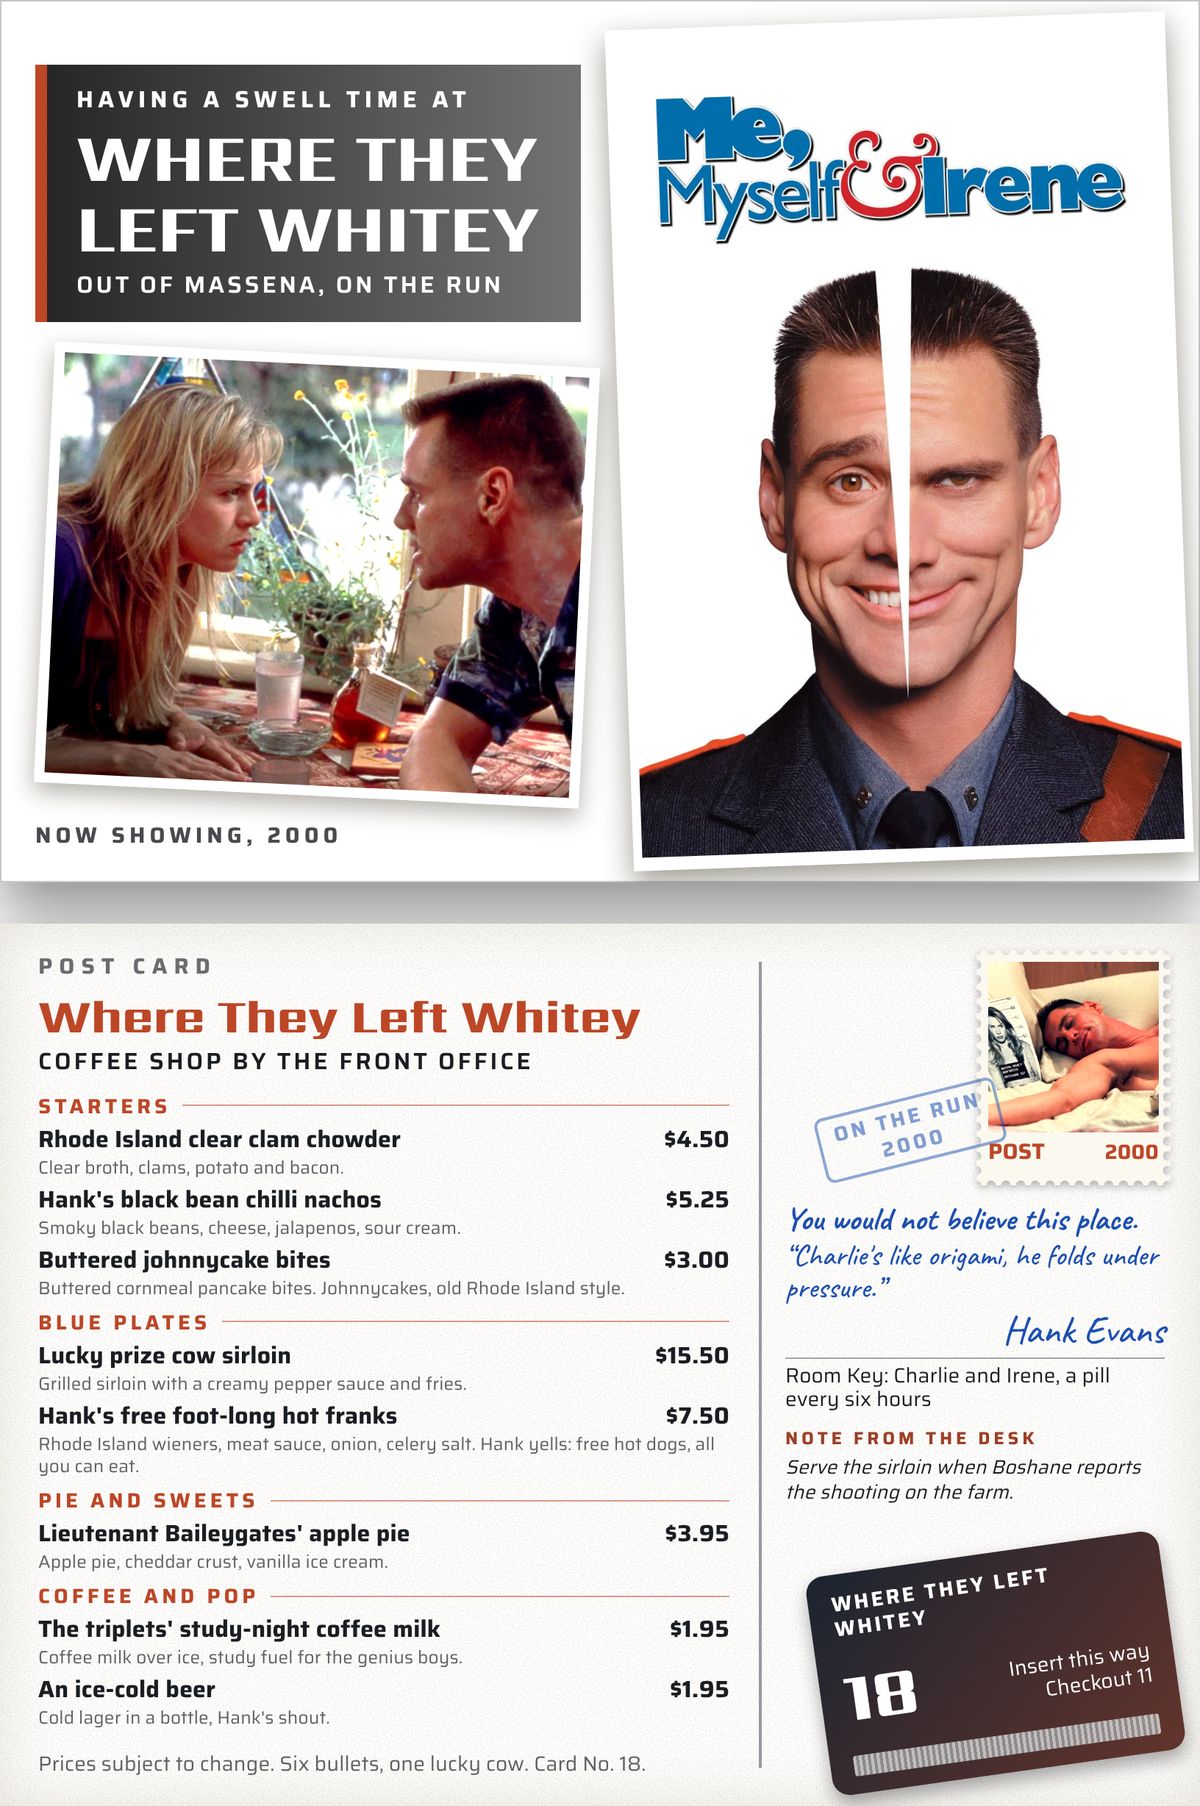 HAVING A SWELL TIME AT
WHERE THEY
LEFT WHITEY
OUT OF MASSENA, ON THE RUN
Me,
Myself & Irene
NOW SHOWING, 2000
POST CARD
Where They Left Whitey
COFFEE SHOP BY THE FRONT OFFICE
STARTERS
Rhode Island clear clam chowder $4.50
Clear broth, clams, potato and bacon.
Hank's black bean chilli nachos $5.25
Smoky black beans, cheese, jalapenos, sour cream.
Buttered johnnycake bites $3.00
Buttered cornmeal pancake bites. Johnnycakes, old Rhode Island style.
BLUE PLATES
Lucky prize cow sirloin $15.50
Grilled sirloin with a creamy pepper sauce and fries.
Hank's free foot-long hot franks $7.50
Rhode Island wieners, meat sauce, onion, celery salt. Hank yells: free hot dogs, all
you can eat.
PIE AND SWEETS
Lieutenant Baileygates' apple pie $3.95
Apple pie, cheddar crust, vanilla ice cream.
COFFEE AND POP
The triplets' study-night coffee milk $1.95
Coffee milk over ice, study fuel for the genius boys.
An ice-cold beer $1.95
Cold lager in a bottle, Hank's shout.
Prices subject to change. Six bullets, one lucky cow. Card No. 18.
ON THE RUN
2000
POST 2000
You would not believe this place.
“Charlie's like origami, he folds under
pressure.”
Hank Evans
Room Key: Charlie and Irene, a pill
every six hours
NOTE FROM THE DESK
Serve the sirloin when Boshane reports
the shooting on the farm.
WHERE THEY LEFT
WHITEY
18
Insert this way
Checkout 11